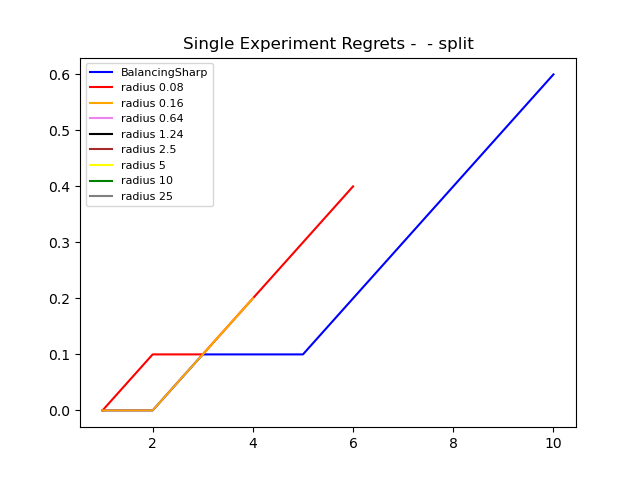 Single Experiment Regrets -  - split
BalancingSharp
radius 0.08
radius 0.16
radius 0.64
radius 1.24
radius 2.5
radius 5
radius 10
radius 25
0.6
0.5
0.4
0.3
0.2
0.1
0.0
2 4 6 8 10